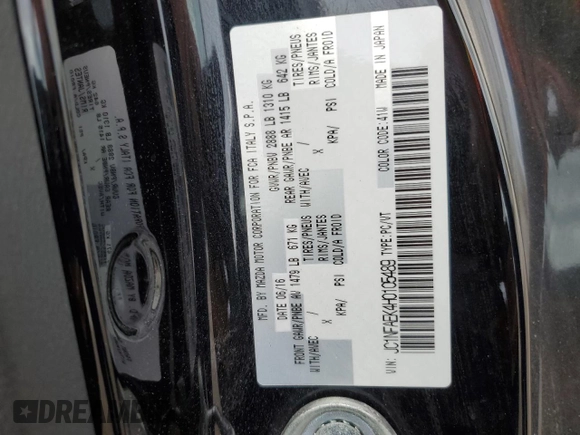 MFD. BY MAZDA MOTOR CORPORATION FOR FCA ITALY S.P.A.
DATE 06/16 GVWR/PNBV 2888 LB 1310 KG
FRONT GAWR/PNBE AV 1479 LB 671 KG REAR GAWR/PNBE AR 1415 LB 642 KG
WITH/AVEC / TIRES/PNEUS WITH/AVEC / TIRES/PNEUS
X RIMS/JANTES X RIMS/JANTES
KPA/ PSI COLD/A FROID KPA/ PSI COLD/A FROID
VIN: JC1NFAEK4H0105489 TYPE:PC/VT COLOR:41W MADE IN JAPAN
DREAM